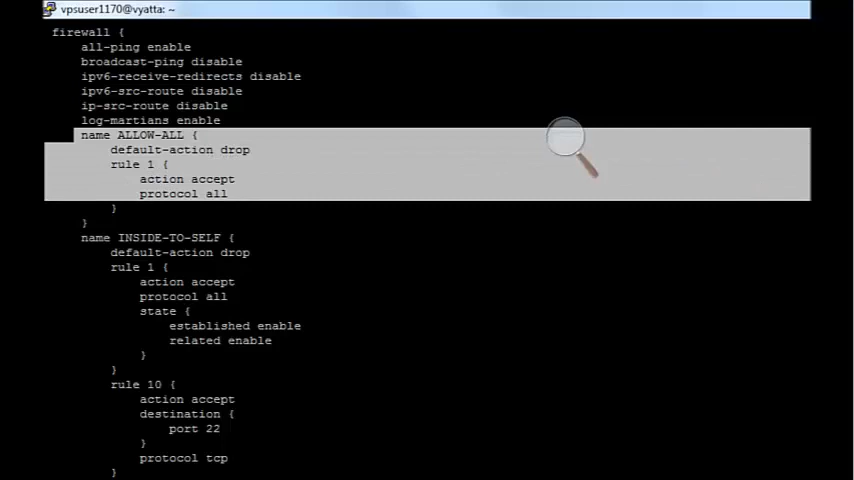 vpsuser1170@vyatta: ~
firewall {
all-ping enable
broadcast-ping disable
ipv6-receive-redirects disable
ipv6-src-route disable
ip-src-route disable
log-martians enable
name ALLOW-ALL {
default-action drop
rule 1 {
action accept
protocol all
}
}
name INSIDE-TO-SELF {
default-action drop
rule 1 {
action accept
protocol all
state {
established enable
related enable
}
}
rule 10 {
action accept
destination {
port 22
}
protocol tcp
}